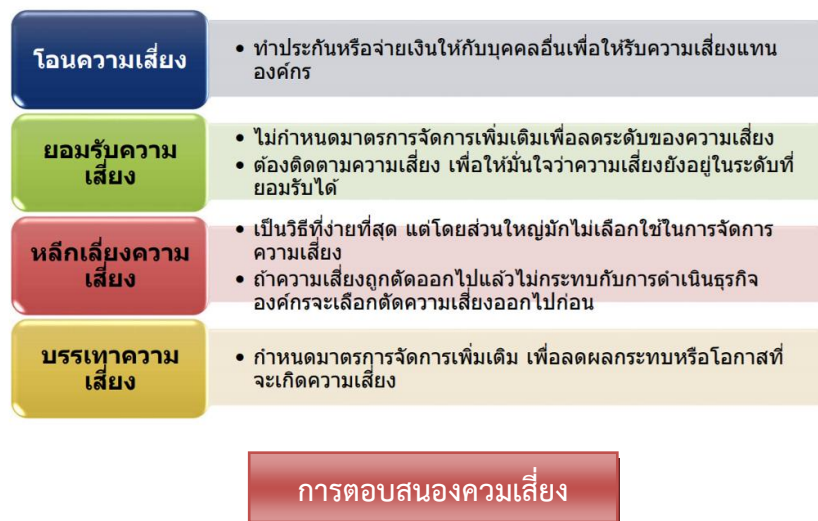 โอนความเสี่ยง
• ทำประกันหรือจ่ายเงินให้กับบุคคลอื่นเพื่อให้รับความเสี่ยงแทน
องค์กร
ยอมรับความ
เสี่ยง
• ไม่กำหนดมาตรการจัดการเพิ่มเติมเพื่อลดระดับของความเสี่ยง
• ต้องติดตามความเสี่ยง เพื่อให้มั่นใจว่าความเสี่ยงยังอยู่ในระดับที่
ยอมรับได้
หลีกเลี่ยงความ
เสี่ยง
• เป็นวิธีที่ง่ายที่สุด แต่โดยส่วนใหญ่มักไม่เลือกใช้ในการจัดการ
ความเสี่ยง
• ถ้าความเสี่ยงถูกตัดออกไปแล้วไม่กระทบกับการดำเนินธุรกิจ
องค์กรจะเลือกตัดความเสี่ยงออกไปก่อน
บรรเทาความ
เสี่ยง
• กำหนดมาตรการจัดการเพิ่มเติม เพื่อลดผลกระทบหรือโอกาสที่
จะเกิดความเสี่ยง
การตอบสนองควมเสี่ยง